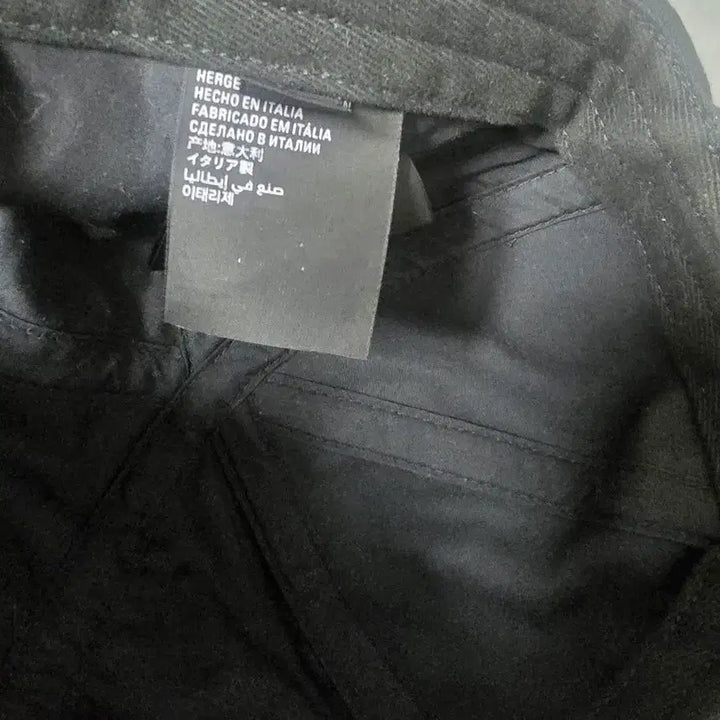 HERGE
HECHO EN ITALIA
FABRICADO EM ITÁLIA
СДЕЛАНО В ИТАЛИИ
产地:意大利
イタリア製
صنع في إيطاليا
이태리제